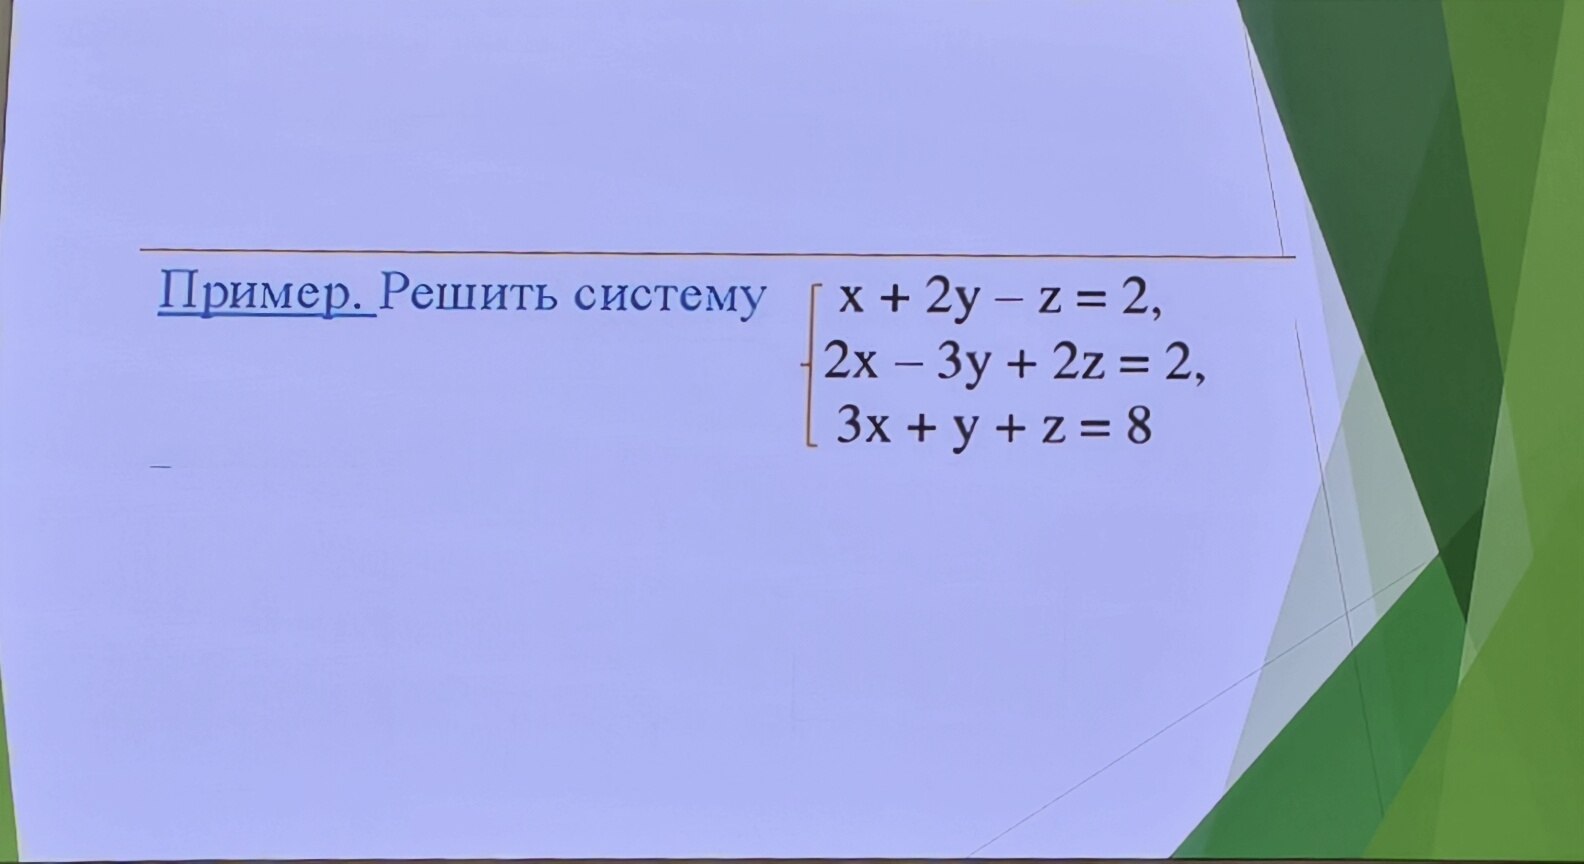 Пример. Решить систему
x + 2y – z = 2,
2x – 3y + 2z = 2,
3x + y + z = 8